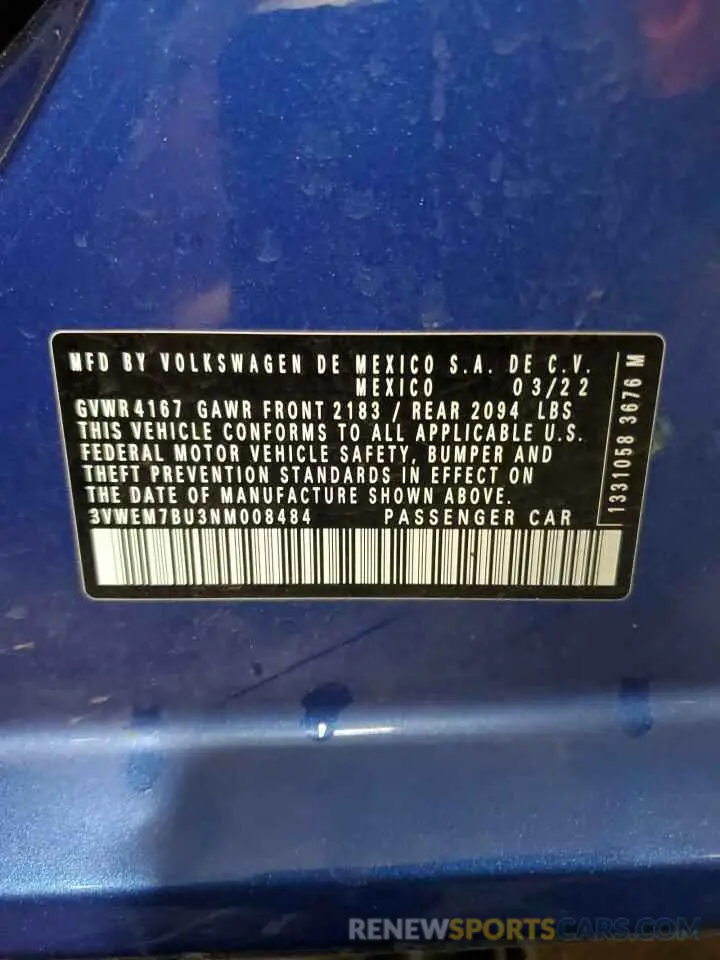 MFD BY VOLKSWAGEN DE MEXICO S.A. DE C.V.
MEXICO 03/22
GVWR 4167 GAWR FRONT 2183 / REAR 2094 LBS
THIS VEHICLE CONFORMS TO ALL APPLICABLE U.S.
FEDERAL MOTOR VEHICLE SAFETY, BUMPER AND
THEFT PREVENTION STANDARDS IN EFFECT ON
THE DATE OF MANUFACTURE SHOWN ABOVE.
3VWEM7BU3NM008484 PASSENGER CAR
1331058 3676 M
RENEWSPORTSCARS.COM